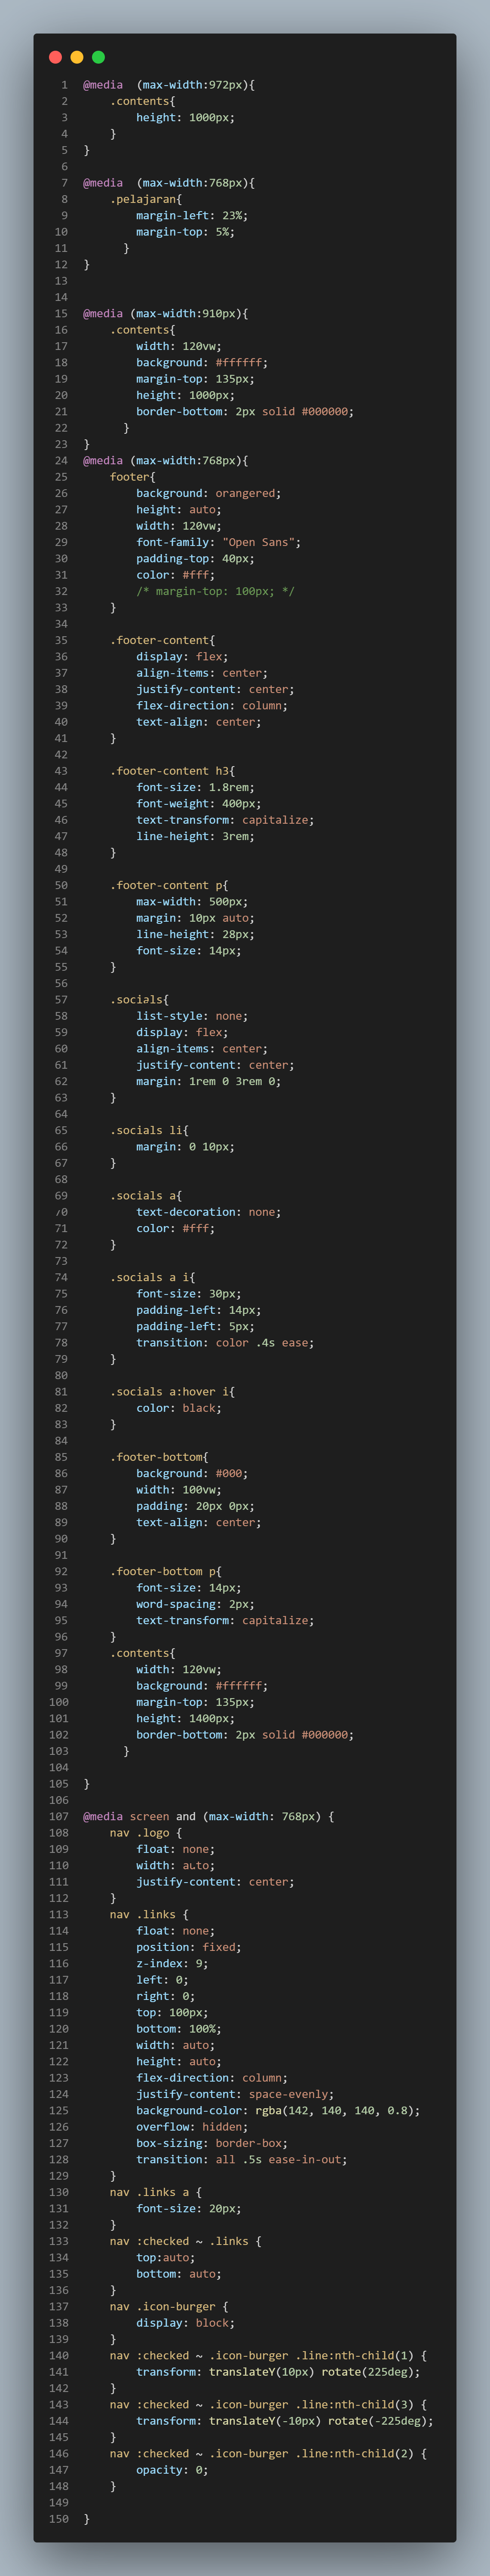 1 @media  (max-width:972px){
2     .contents{
3         height: 1000px;
4     }
5 }
6
7 @media  (max-width:768px){
8     .pelajaran{
9         margin-left: 23%;
10         margin-top: 5%;
11       }
12 }
13
14
15 @media (max-width:910px){
16     .contents{
17         width: 120vw;
18         background: #ffffff;
19         margin-top: 135px;
20         height: 1000px;
21         border-bottom: 2px solid #000000;
22       }
23 }
24 @media (max-width:768px){
25     footer{
26         background: orangered;
27         height: auto;
28         width: 120vw;
29         font-family: "Open Sans";
30         padding-top: 40px;
31         color: #fff;
32         /* margin-top: 100px; */
33     }
34
35     .footer-content{
36         display: flex;
37         align-items: center;
38         justify-content: center;
39         flex-direction: column;
40         text-align: center;
41     }
42
43     .footer-content h3{
44         font-size: 1.8rem;
45         font-weight: 400px;
46         text-transform: capitalize;
47         line-height: 3rem;
48     }
49
50     .footer-content p{
51         max-width: 500px;
52         margin: 10px auto;
53         line-height: 28px;
54         font-size: 14px;
55     }
56
57     .socials{
58         list-style: none;
59         display: flex;
60         align-items: center;
61         justify-content: center;
62         margin: 1rem 0 3rem 0;
63     }
64
65     .socials li{
66         margin: 0 10px;
67     }
68
69     .socials a{
70         text-decoration: none;
71         color: #fff;
72     }
73
74     .socials a i{
75         font-size: 30px;
76         padding-left: 14px;
77         padding-left: 5px;
78         transition: color .4s ease;
79     }
80
81     .socials a:hover i{
82         color: black;
83     }
84
85     .footer-bottom{
86         background: #000;
87         width: 100vw;
88         padding: 20px 0px;
89         text-align: center;
90     }
91
92     .footer-bottom p{
93         font-size: 14px;
94         word-spacing: 2px;
95         text-transform: capitalize;
96     }
97     .contents{
98         width: 120vw;
99         background: #ffffff;
100         margin-top: 135px;
101         height: 1400px;
102         border-bottom: 2px solid #000000;
103       }
104
105 }
106
107 @media screen and (max-width: 768px) {
108     nav .logo {
109         float: none;
110         width: auto;
111         justify-content: center;
112     }
113     nav .links {
114         float: none;
115         position: fixed;
116         z-index: 9;
117         left: 0;
118         right: 0;
119         top: 100px;
120         bottom: 100%;
121         width: auto;
122         height: auto;
123         flex-direction: column;
124         justify-content: space-evenly;
125         background-color: rgba(142, 140, 140, 0.8);
126         overflow: hidden;
127         box-sizing: border-box;
128         transition: all .5s ease-in-out;
129     }
130     nav .links a {
131         font-size: 20px;
132     }
133     nav :checked ~ .links {
134         top:auto;
135         bottom: auto;
136     }
137     nav .icon-burger {
138         display: block;
139     }
140     nav :checked ~ .icon-burger .line:nth-child(1) {
141         transform: translateY(10px) rotate(225deg);
142     }
143     nav :checked ~ .icon-burger .line:nth-child(3) {
144         transform: translateY(-10px) rotate(-225deg);
145     }
146     nav :checked ~ .icon-burger .line:nth-child(2) {
147         opacity: 0;
148     }
149
150 }